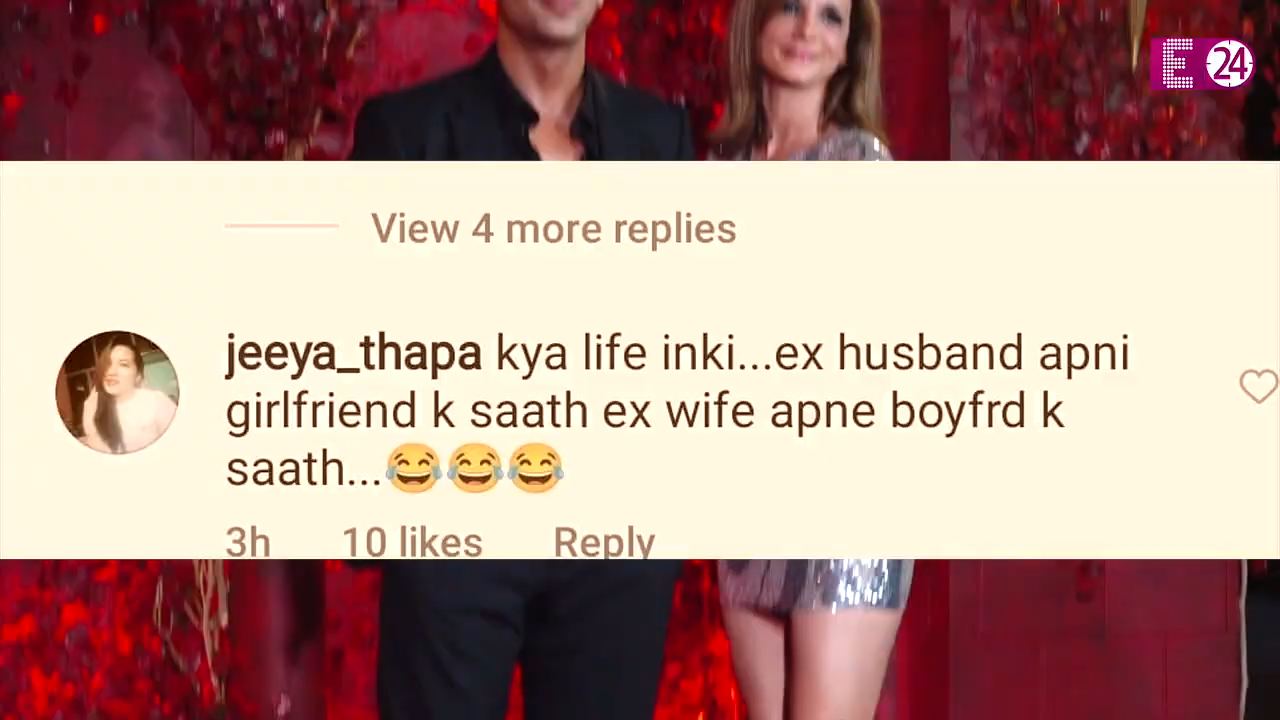 E 24
View 4 more replies
jeeya_thapa kya life inki...ex husband apni
girlfriend k saath ex wife apne boyfrd k
saath...😂😂😂
3h 10 likes Reply